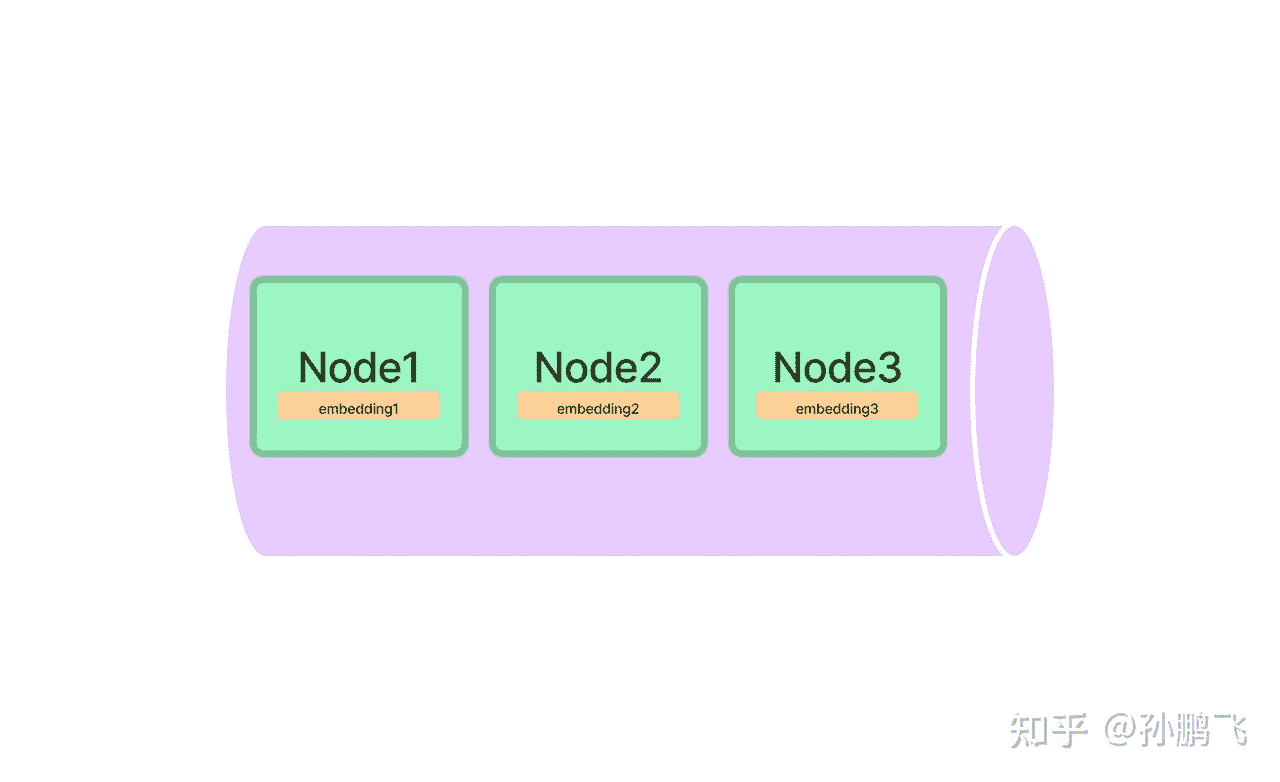 Node1
embedding1
Node2
embedding2
Node3
embedding3
知乎 @孙鹏飞